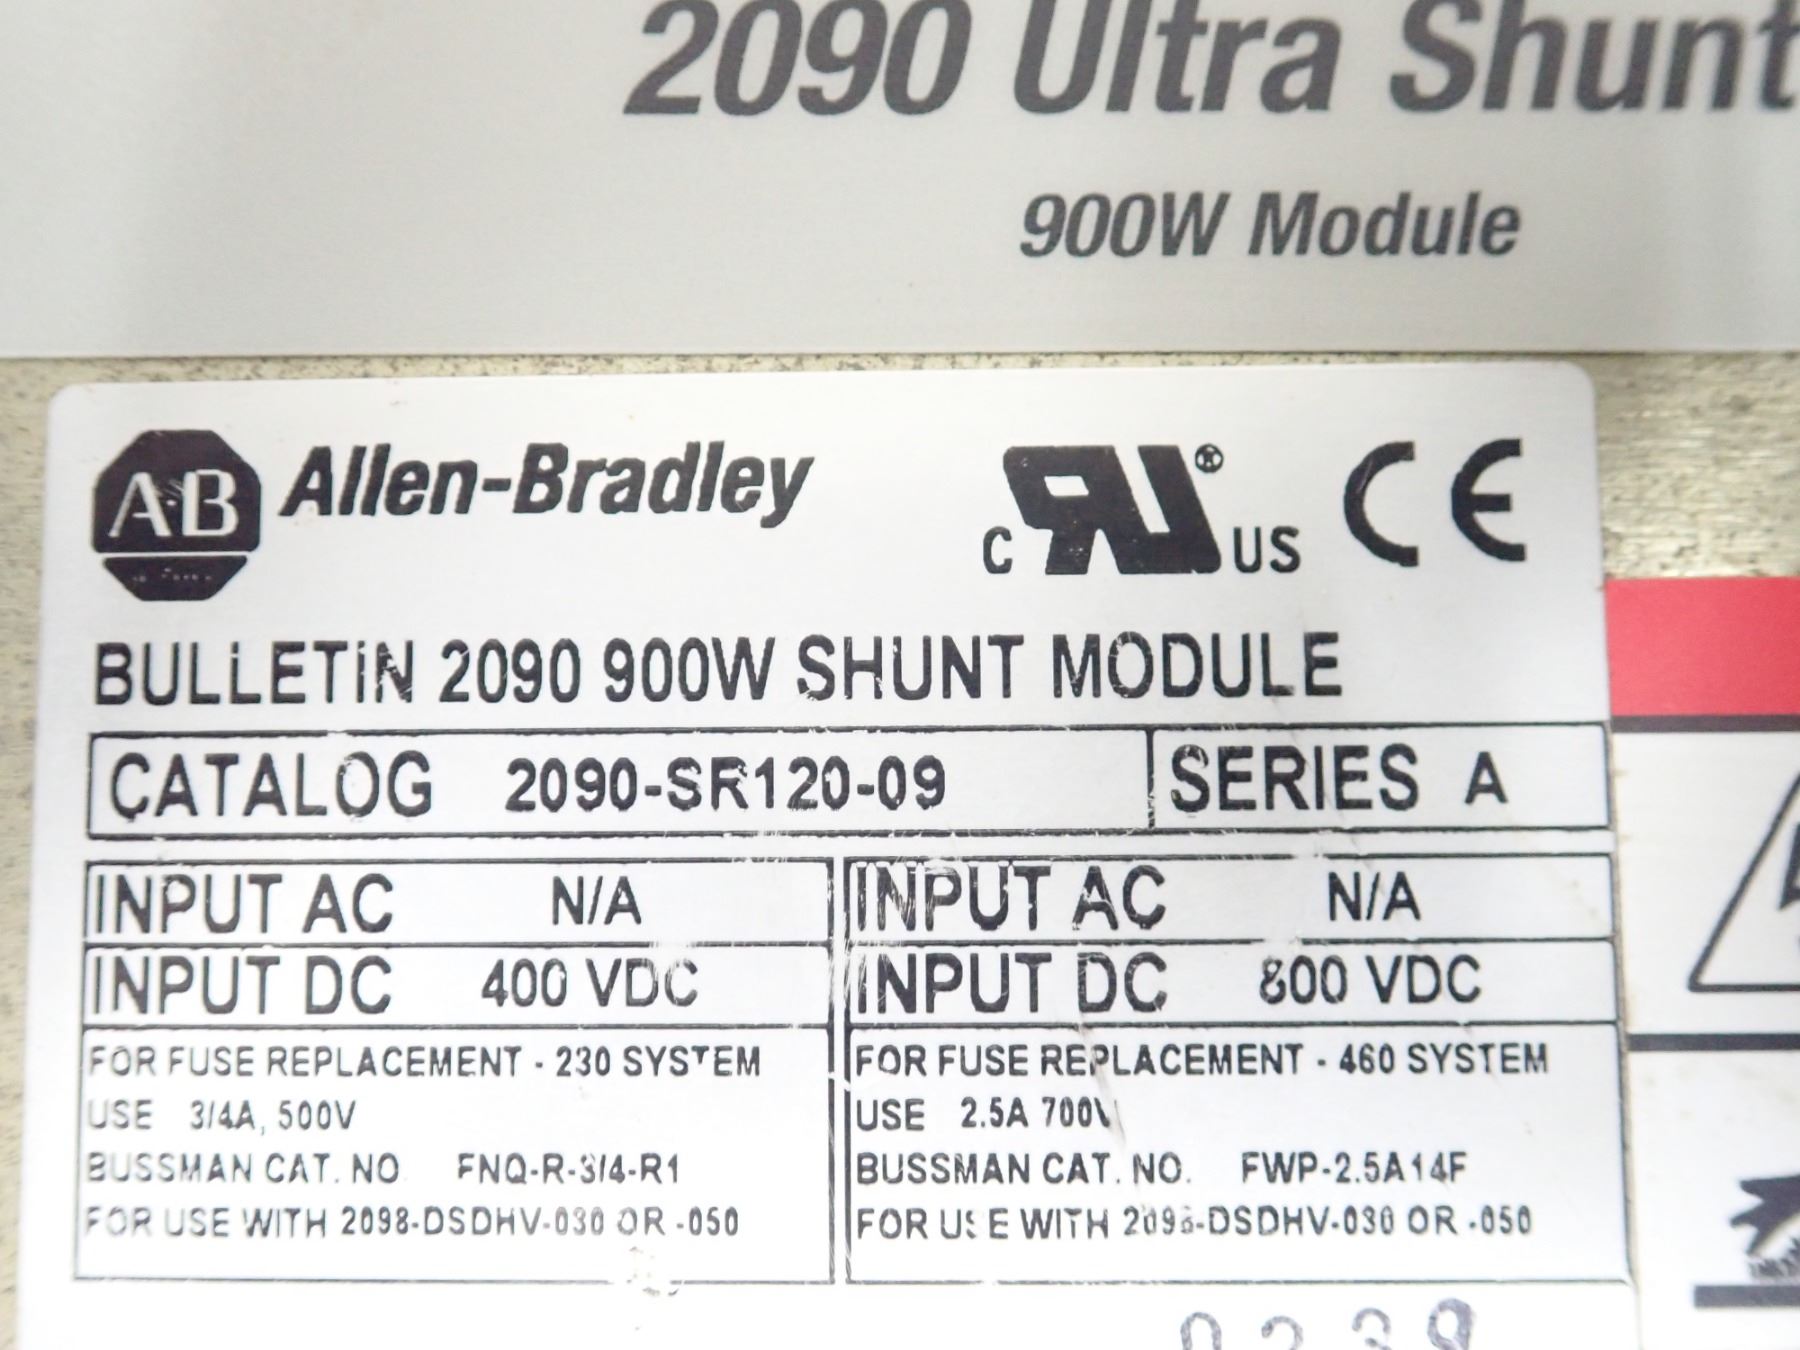 2090 Ultra Shunt
900W Module
AB Allen-Bradley
C RU ® US CE
BULLETiN 2090 900W SHUNT MODULE
CATALOG 2090-SR120-09 SERIES A
INPUT AC N/A
INPUT DC 400 VDC
FOR FUSE REPLACEMENT - 230 SYSTEM
USE 3/4A, 500V
BUSSMAN CAT. NO FNQ-R-3/4-R1
FOR USE WITH 2098-DSDHV-030 OR -050
INPUT AC N/A
INPUT DC 800 VDC
FOR FUSE REPLACEMENT - 460 SYSTEM
USE 2.5A 700V
BUSSMAN CAT. NO. FWP-2.5A14F
FOR USE WITH 2098-DSDHV-030 OR -050